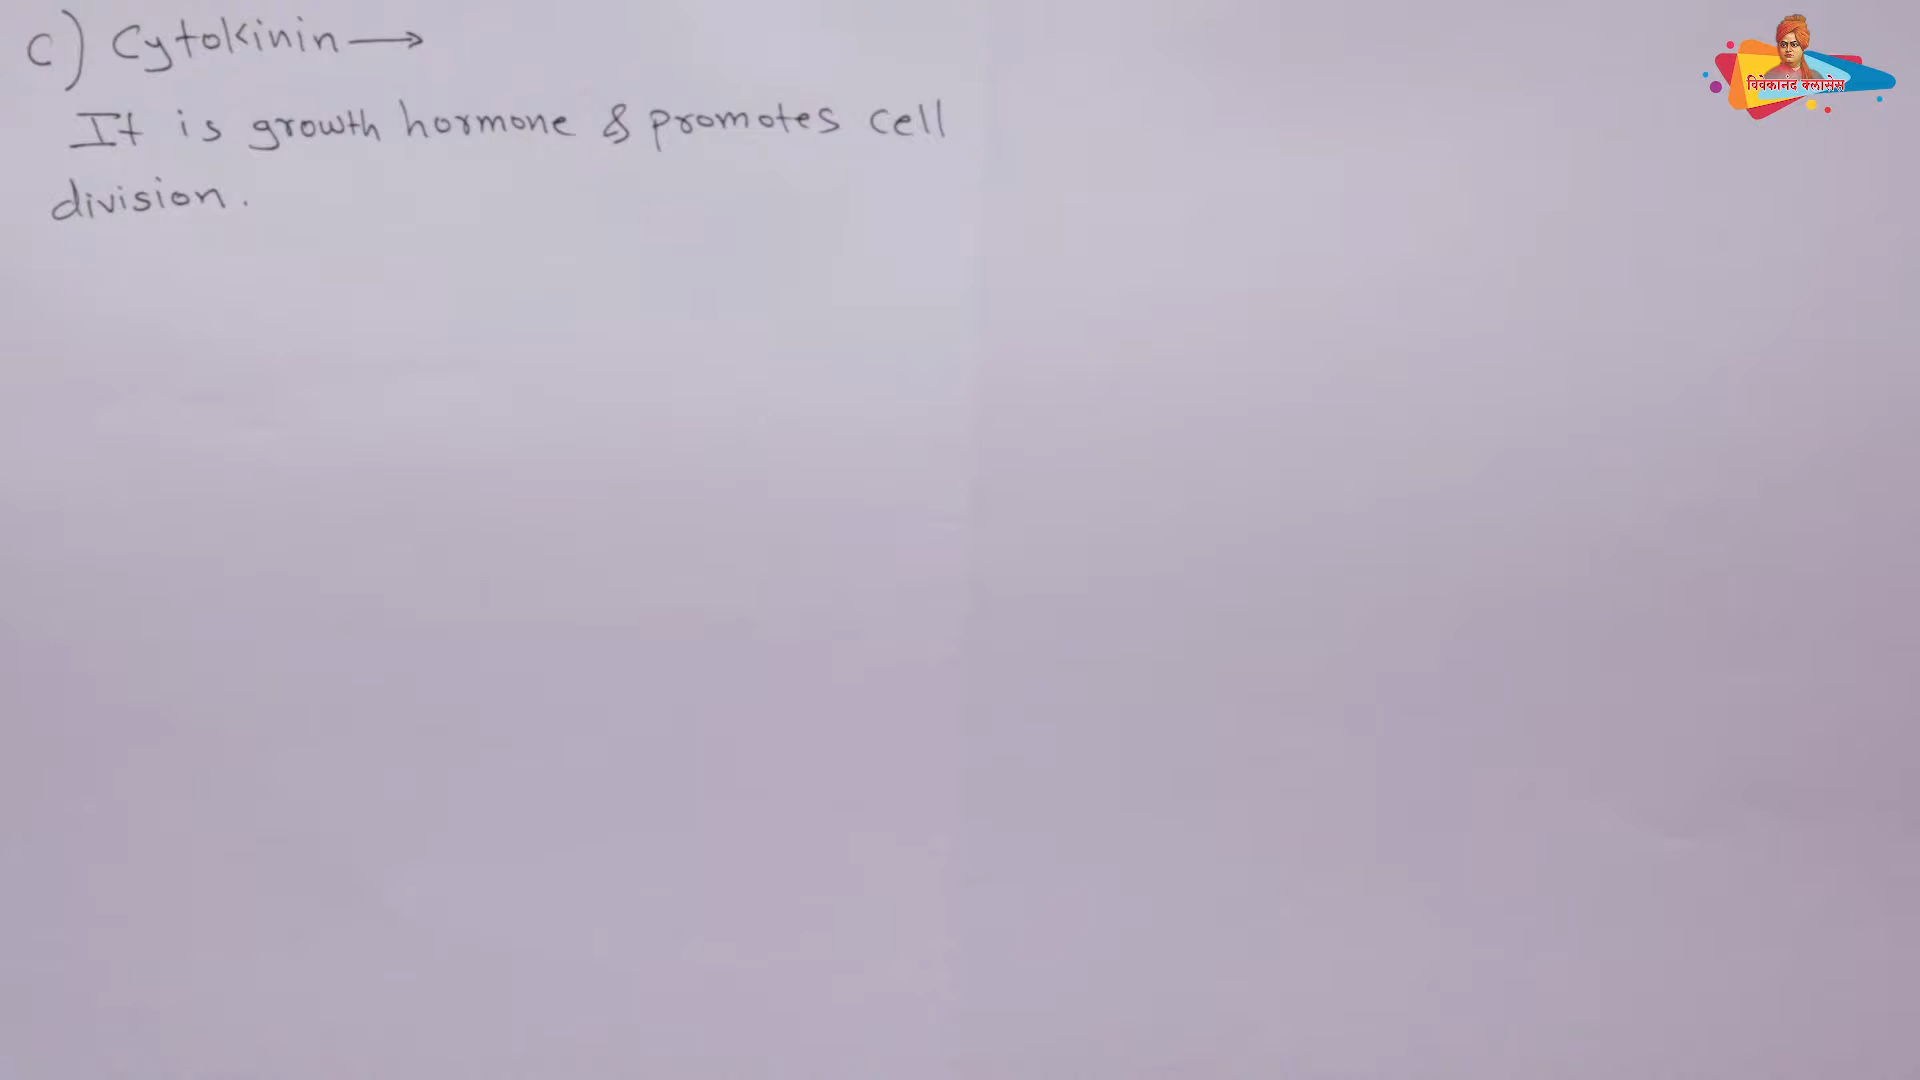 c) Cytokinin →
It is growth hormone & promotes cell
division.
विवेकानंद क्लासेस